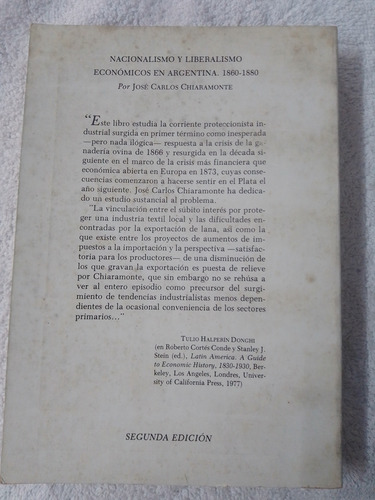 NACIONALISMO Y LIBERALISMO
ECONÓMICOS EN ARGENTINA. 1860-1880
Por JOSÉ CARLOS CHIARAMONTE
"Este libro estudia la corriente proteccionista in-
dustrial surgida en primer término como inesperada
—pero nada ilógica— respuesta a la crisis de la ga-
nadería ovina de 1866 y resurgida en la década si-
guiente en el marco de la crisis más financiera que
económica abierta en Europa en 1873, cuyas conse-
cuencias comenzaron a hacerse sentir en el Plata el
año siguiente. José Carlos Chiaramonte ha dedica-
do un estudio sustancial al problema.
"La vinculación entre el súbito interés por prote-
ger una industria textil local y las dificultades en-
contradas por la exportación de lana, así como la
que existe entre los proyectos de aumentos de im-
puestos a la importación y la perspectiva —satisfac-
toria para los productores— de una disminución de
los que gravan la exportación es puesta de relieve
por Chiaramonte, que sin embargo no se rehúsa a
ver al entero episodio como precursor del surgi-
miento de tendencias industrialistas menos depen-
dientes de la ocasional conveniencia de los sectores
primarios..."
TULIO HALPERIN DONGHI
(en Roberto Cortés Conde y Stanley J.
Stein (ed.), Latin America. A Guide
to Economic History, 1830-1930, Ber-
keley, Los Angeles, Londres, Univer-
sity of California Press, 1977)
SEGUNDA EDICIÓN